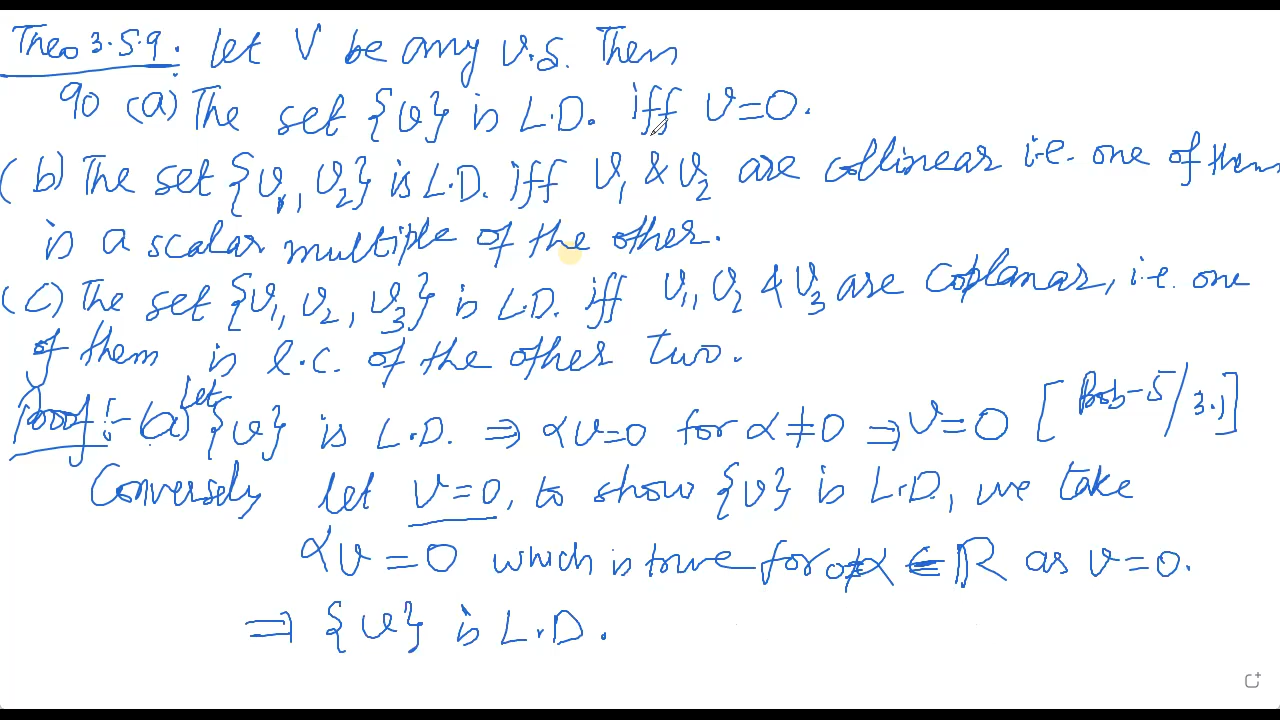 Theo 3.5.9. let V be any v.s. Then
90 (a) The set {v} is L.D. iff v=0.
(b) The set {v₁, v₂} is L.D. iff v₁ & v₂ are collinear i.e. one of them
is a scalar multiple of the other.
(c) The set {v₁, v₂, v₃} is L.D. iff v₁, v₂ & v₃ are coplanar, i.e. one
of them is l.c. of the other two.
Proof:- (a) Let {v} is L.D. ⇒ αv=0 for α≠0 ⇒ v=0 [Prob-5/3.1]
Conversely let v=0, to show {v} is L.D., we take
αv=0 which is true for 0≠α ∈ ℝ as v=0.
⇒ {v} is L.D.